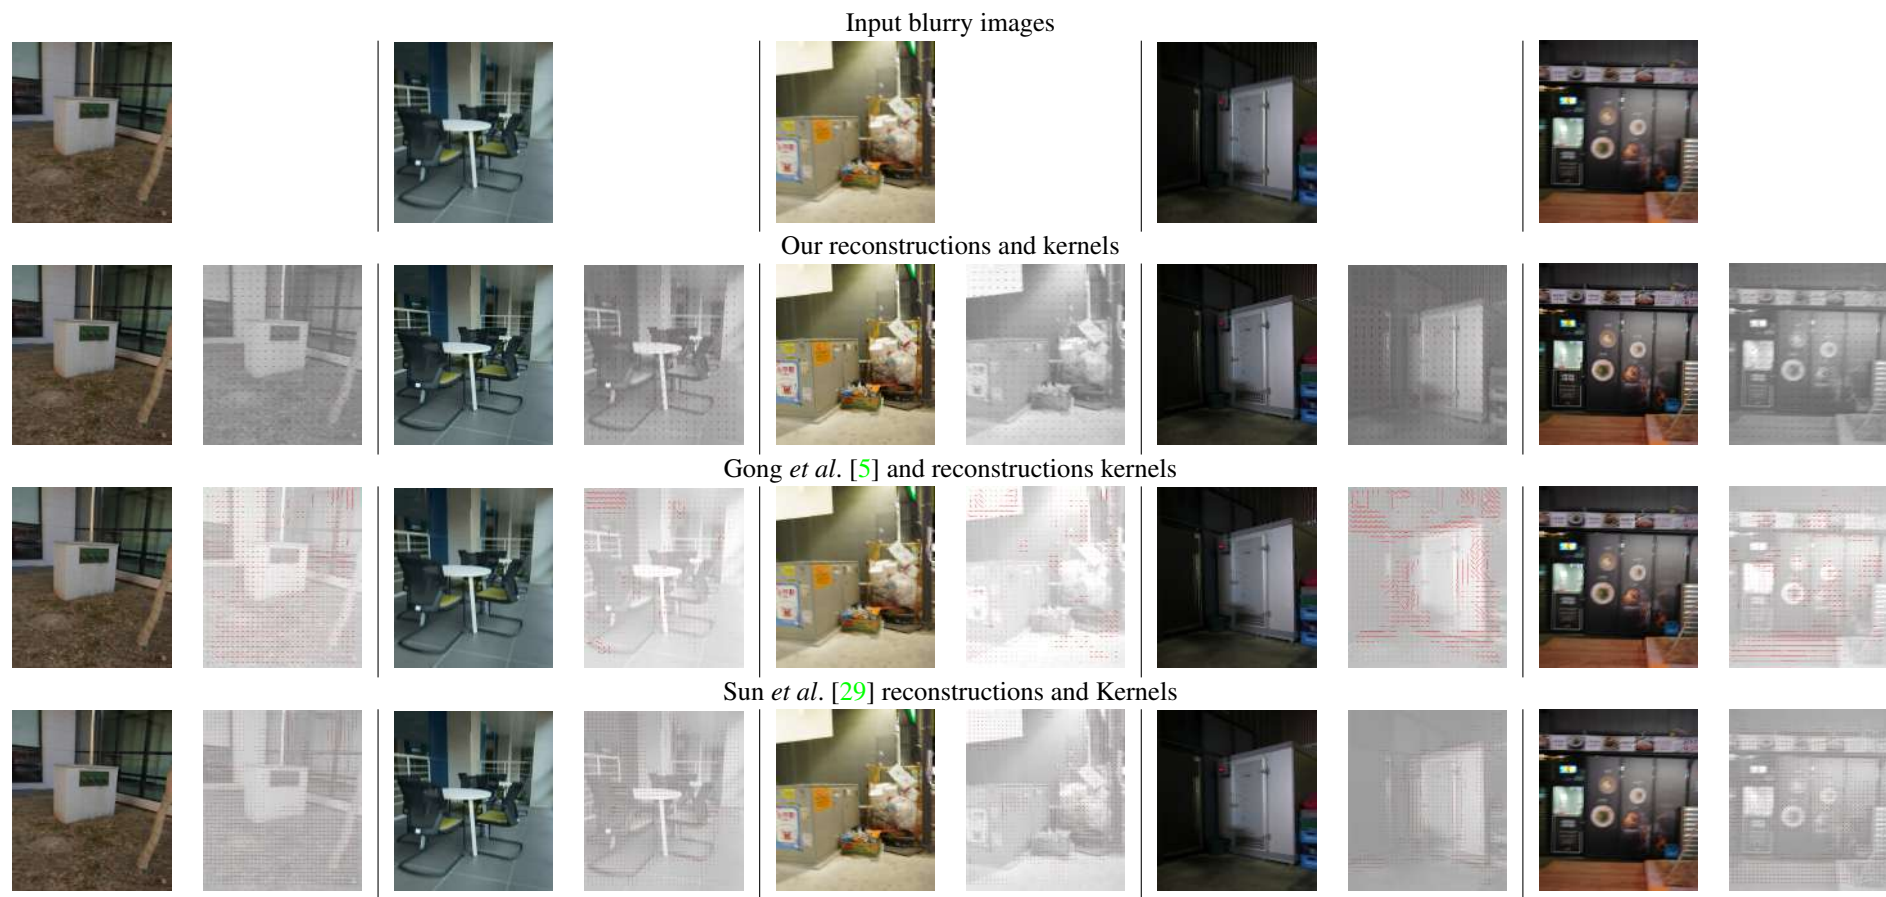 Input blurry images
Our reconstructions and kernels
Gong et al. [5] and reconstructions kernels
Sun et al. [29] reconstructions and Kernels